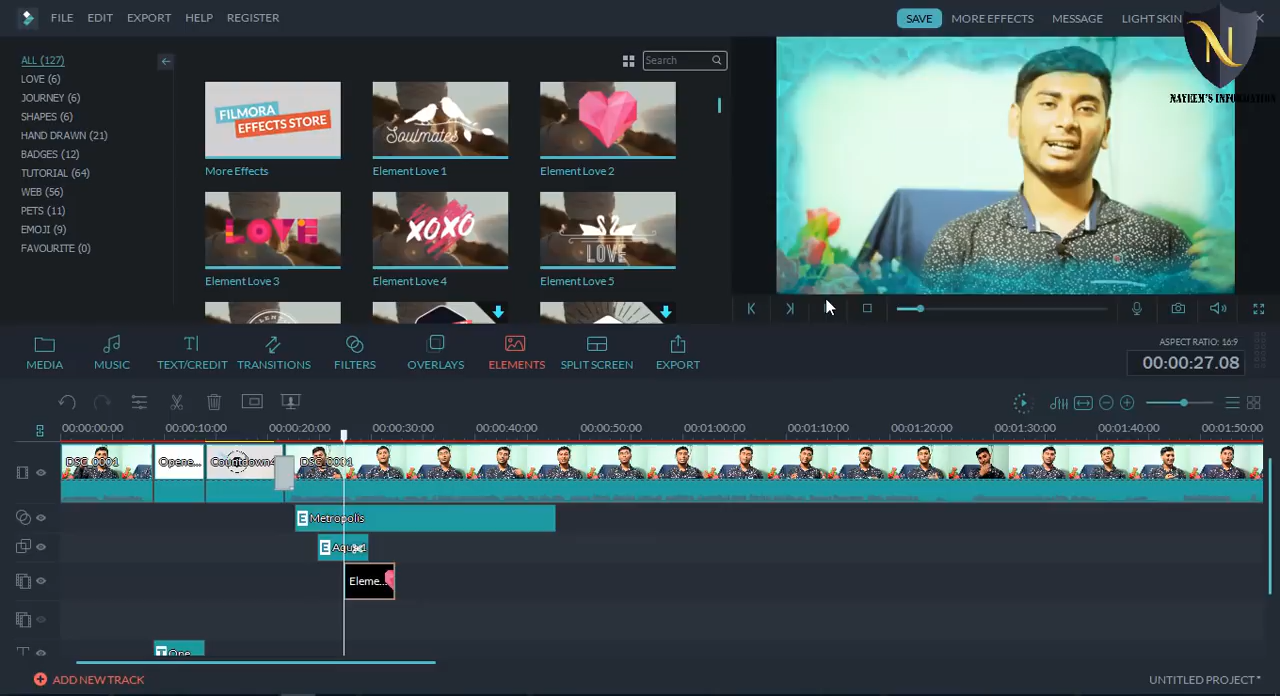 FILE EDIT EXPORT HELP REGISTER
SAVE MORE EFFECTS MESSAGE LIGHT SKIN
N
NAYEEM'S INFORMATION
ALL (127)
LOVE (6)
JOURNEY (6)
SHAPES (6)
HAND DRAWN (21)
BADGES (12)
TUTORIAL (64)
WEB (56)
PETS (11)
EMOJI (9)
FAVOURITE (0)
Search
FILMORA
EFFECTS STORE
Soulmates
More Effects
Element Love 1
Element Love 2
LOVE
XOXO
LOVE
Element Love 3
Element Love 4
Element Love 5
MEDIA MUSIC TEXT/CREDIT TRANSITIONS FILTERS OVERLAYS ELEMENTS SPLIT SCREEN EXPORT
ASPECT RATIO: 16:9
00:00:27.08
00:00:00:00 00:00:10:00 00:00:20:00 00:00:30:00 00:00:40:00 00:00:50:00 00:01:00:00 00:01:10:00 00:01:20:00 00:01:30:00 00:01:40:00 00:01:50:00
DSC_0001 Opene... Countdown4 DSC_0001
E Metropolis
E
Eleme...
T Ope
ADD NEW TRACK
UNTITLED PROJECT *